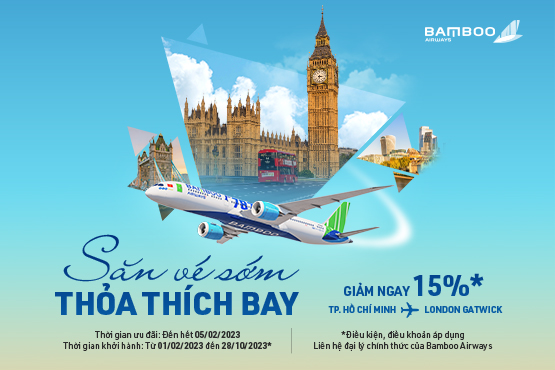 BAMBOO
AIRWAYS
BAMBOO
Săn vé sớm
THỎA THÍCH BAY
GIẢM NGAY 15%*
TP. HỒ CHÍ MINH LONDON GATWICK
Thời gian ưu đãi: Đến hết 05/02/2023
Thời gian khởi hành: Từ 01/02/2023 đến 28/10/2023*
*Điều kiện, điều khoản áp dụng
Liên hệ đại lý chính thức của Bamboo Airways